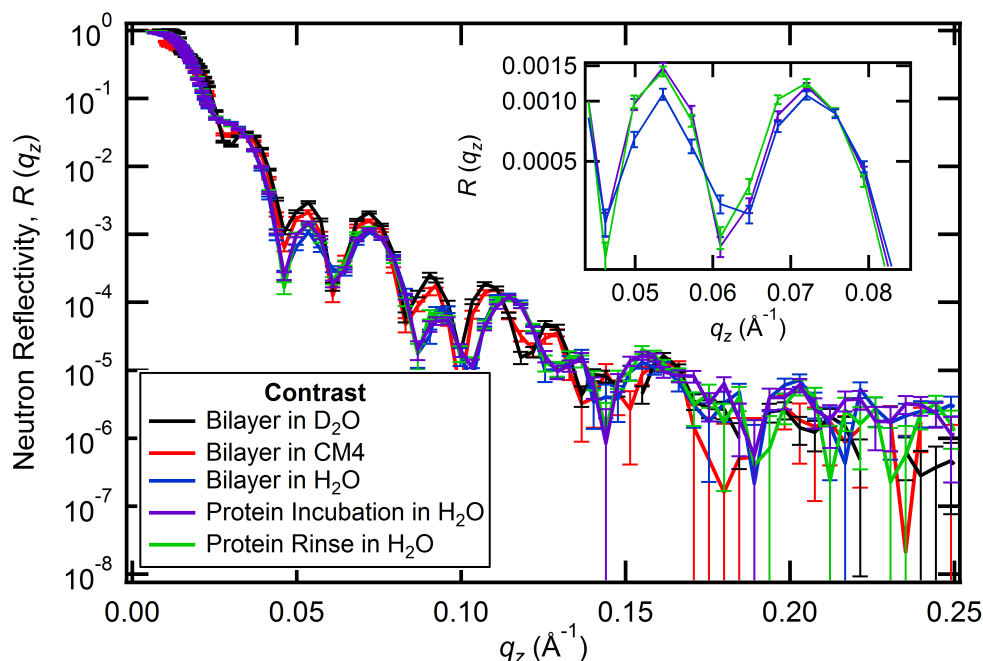 10⁰
10⁻¹
10⁻²
10⁻³
10⁻⁴
10⁻⁵
10⁻⁶
10⁻⁷
10⁻⁸
Neutron Reflectivity, R (q_z)
0.0015
0.0010
0.0005
R (q_z)
0.05 0.06 0.07 0.08
q_z (Å⁻¹)
Contrast
Bilayer in D₂O
Bilayer in CM4
Bilayer in H₂O
Protein Incubation in H₂O
Protein Rinse in H₂O
0.00 0.05 0.10 0.15 0.20 0.25
q_z (Å⁻¹)